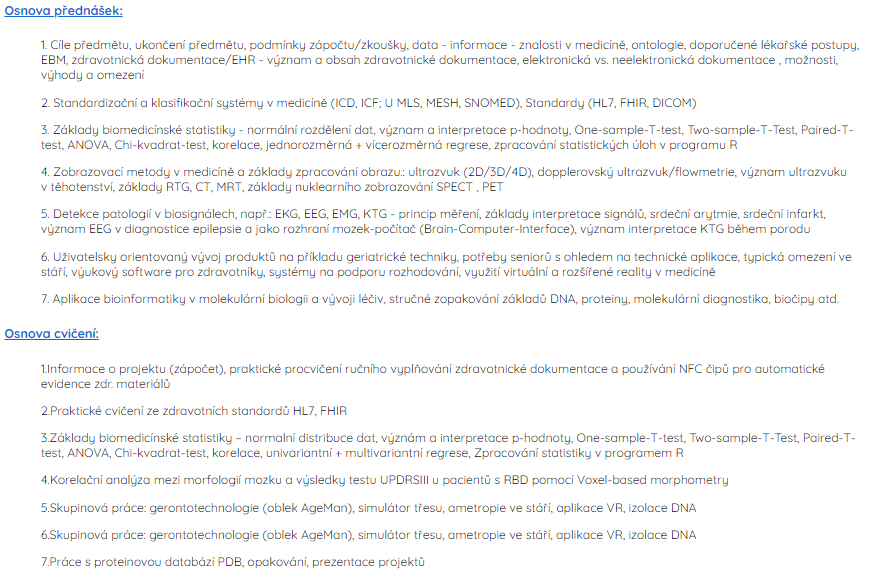 Osnova přednášek:
1. Cíle předmětu, ukončení předmětu, podmínky zápočtu/zkoušky, data - informace - znalosti v medicíně, ontologie, doporučené lékařské postupy,
EBM, zdravotnická dokumentace/EHR - význam a obsah zdravotnické dokumentace, elektronická vs. neelektronická dokumentace , možnosti,
výhody a omezení
2. Standardizační a klasifikační systémy v medicíně (ICD, ICF; U MLS, MESH, SNOMED), Standardy (HL7, FHIR, DICOM)
3. Základy biomedicínské statistiky - normální rozdělení dat, význam a interpretace p-hodnoty, One-sample-T-test, Two-sample-T-Test, Paired-T-
test, ANOVA, Chi-kvadrat-test, korelace, jednorozměrná + vícerozměrná regrese, zpracování statistických úloh v programu R
4. Zobrazovací metody v medicíně a základy zpracování obrazu.: ultrazvuk (2D/3D/4D), dopplerovský ultrazvuk/flowmetrie, význam ultrazvuku
v těhotenství, základy RTG, CT, MRT, základy nuklearního zobrazování SPECT , PET
5. Detekce patologií v biosignálech, např.: EKG, EEG, EMG, KTG - princip měření, základy interpretace signálů, srdeční arytmie, srdeční infarkt,
význam EEG v diagnostice epilepsie a jako rozhraní mozek-počítač (Brain-Computer-Interface), význam interpretace KTG během porodu
6. Uživatelsky orientovaný vývoj produktů na příkladu geriatrické techniky, potřeby seniorů s ohledem na technické aplikace, typická omezení ve
stáří, výukový software pro zdravotníky, systémy na podporu rozhodování, využití virtuální a rozšířené reality v medicíně
7. Aplikace bioinformatiky v molekulární biologii a vývoji léčiv, stručné zopakování základů DNA, proteiny, molekulární diagnostika, biočipy atd.
Osnova cvičení:
1.Informace o projektu (zápočet), praktické procvičení ručního vyplňování zdravotnické dokumentace a používání NFC čipů pro automatické
evidence zdr. materiálů
2.Praktické cvičení ze zdravotních standardů HL7, FHIR
3.Základy biomedicínské statistiky – normalní distribuce dat, významn a interpretace p-hodnoty, One-sample-T-test, Two-sample-T-Test, Paired-T-
test, ANOVA, Chi-kvadrat-test, korelace, univariantní + multivariantní regrese, Zpracování statistiky v programem R
4.Korelační analýza mezi morfologií mozku a výsledky testu UPDRSIII u pacientů s RBD pomocí Voxel-based morphometry
5.Skupinová práce: gerontotechnologie (oblek AgeMan), simulátor třesu, ametropie ve stáří, aplikace VR, izolace DNA
6.Skupinová práce: gerontotechnologie (oblek AgeMan), simulátor třesu, ametropie ve stáří, aplikace VR, izolace DNA
7.Práce s proteinovou databází PDB, opakování, prezentace projektů